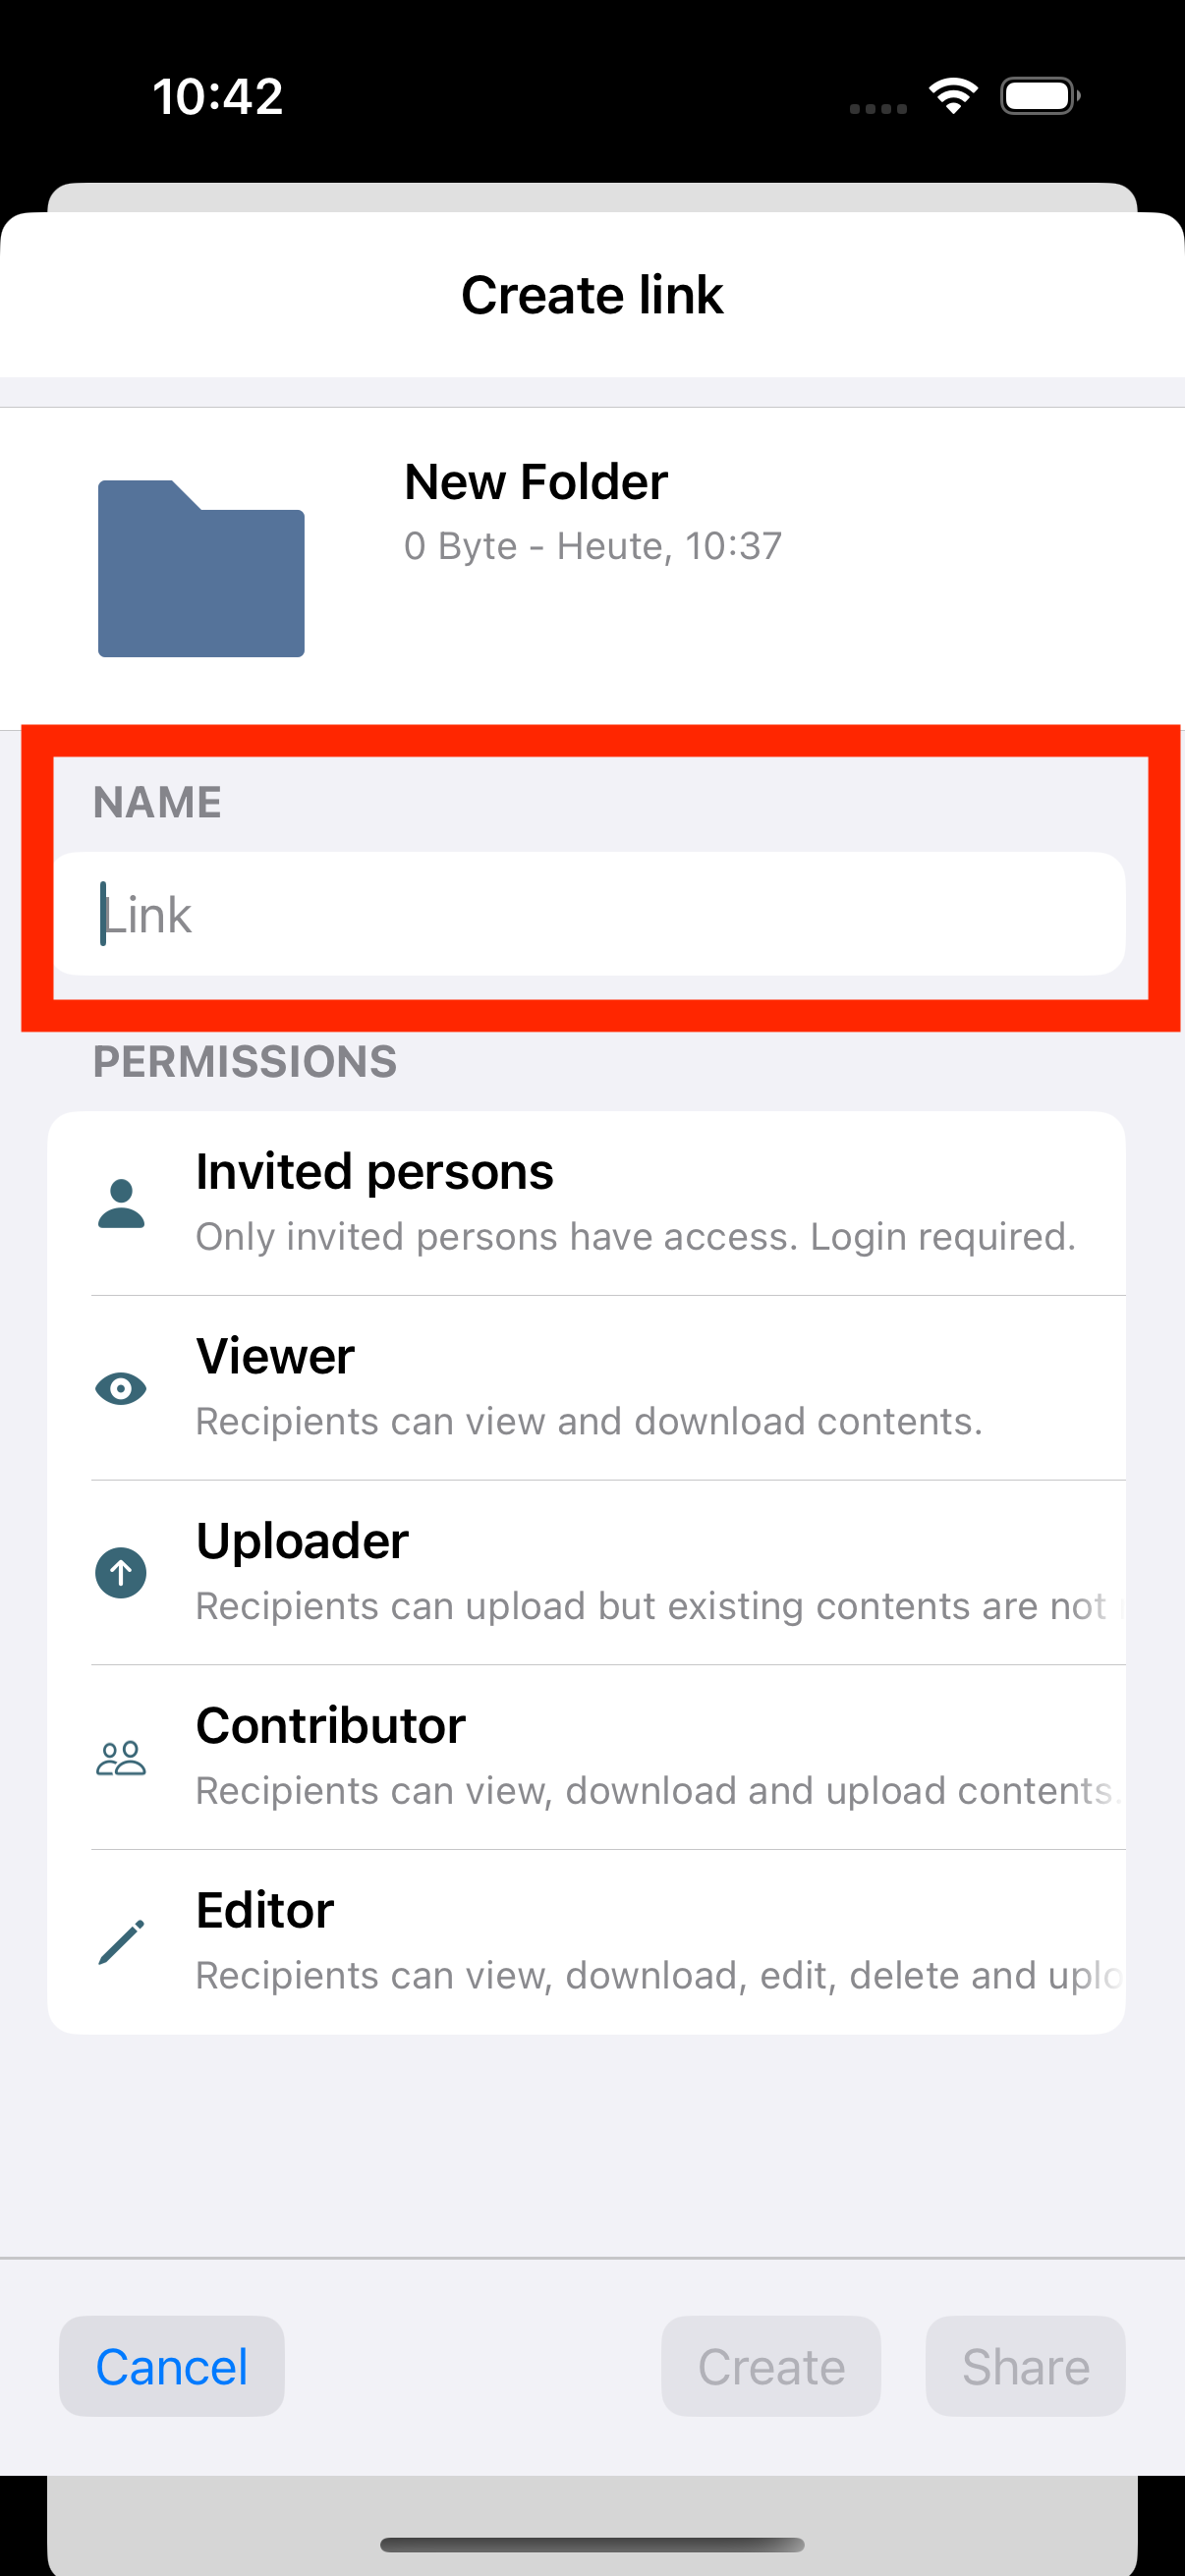 10:42
Create link
New Folder
0 Byte - Heute, 10:37
NAME
Link
PERMISSIONS
Invited persons
Only invited persons have access. Login required.
Viewer
Recipients can view and download contents.
Uploader
Recipients can upload but existing contents are not
Contributor
Recipients can view, download and upload contents.
Editor
Recipients can view, download, edit, delete and uplo
Cancel
Create
Share